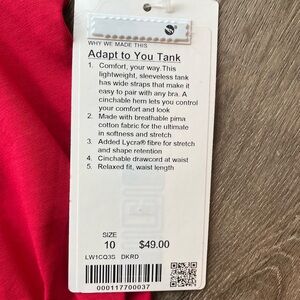 WHY WE MADE THIS
Adapt to You Tank
1. Comfort, your way.This
lightweight, sleeveless tank
has wide straps that make it
easy to pair with any bra. A
cinchable hem lets you control
your comfort and look
2. Made with breathable pima
cotton fabric for the ultimate
in softness and stretch
3. Added Lycra® fibre for stretch
and shape retention
4. Cinchable drawcord at waist
5. Relaxed fit, waist length
SIZE
10 $49.00
LW1CQ3S DKRD
000117700037